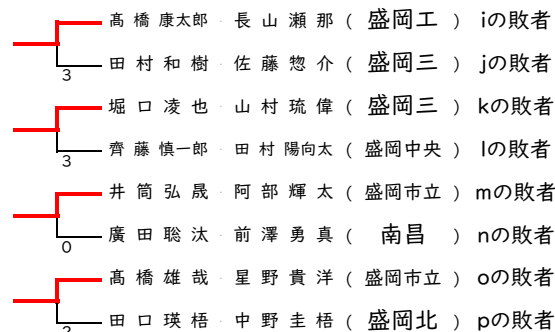 髙橋康太郎 長山瀬那 ( 盛岡工 ) iの敗者
田村和樹 佐藤惣介 ( 盛岡三 ) jの敗者
3
堀口凌也 山村琉偉 ( 盛岡三 ) kの敗者
齊藤慎一郎 田村陽向太 ( 盛岡中央 ) lの敗者
3
井筒弘晟 阿部輝太 ( 盛岡市立 ) mの敗者
廣田聡汰 前澤勇真 ( 南昌 ) nの敗者
0
髙橋雄哉 星野貴洋 ( 盛岡市立 ) oの敗者
田口瑛梧 中野圭梧 ( 盛岡北 ) pの敗者